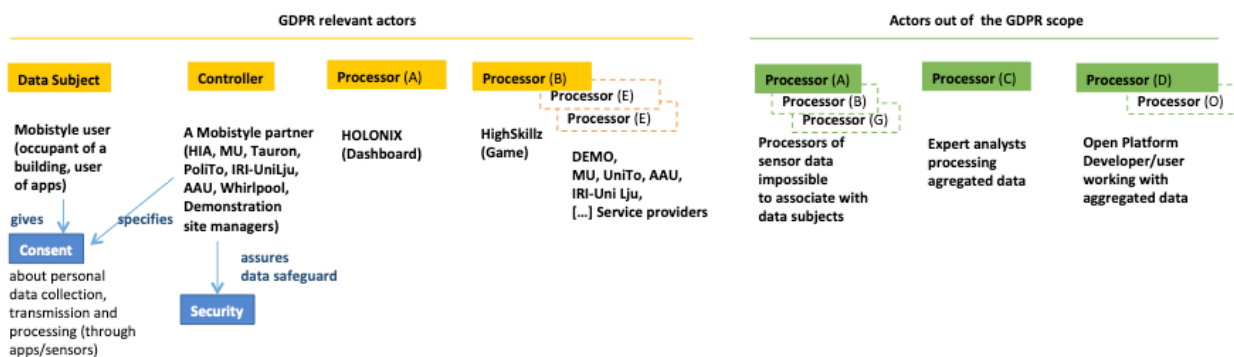 GDPR relevant actors
Actors out of the GDPR scope
Data Subject
Mobistyle user
(occupant of a
building, user
of apps)
gives
Consent
about personal
data collection,
transmission and
processing (through
apps/sensors)
Controller
A Mobistyle partner
(HIA, MU, Tauron,
PoliTo, IRI-UniLju,
AAU, Whirlpool,
Demonstration
site managers)
specifies
assures
data safeguard
Security
Processor (A)
HOLONIX
(Dashboard)
Processor (B)
Processor (E)
Processor (E)
HighSkillz
(Game)
DEMO,
MU, UniTo, AAU,
IRI-Uni Lju,
[...] Service providers
Processor (A)
Processor (B)
Processor (G)
Processors of
sensor data
impossible
to associate with
data subjects
Processor (C)
Expert analysts
processing
agregated data
Processor (D)
Processor (O)
Open Platform
Developer/user
working with
aggregated data